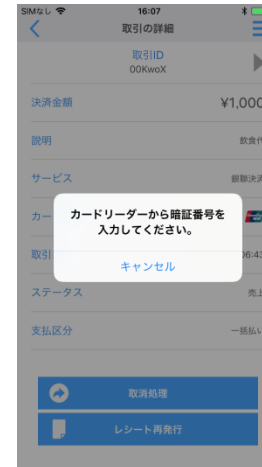 SIMなし 16:07
取引の詳細
取引ID
00KwoX
決済金額 ¥1,000
説明 飲食代
サービス 銀聯決済
カー
カードリーダーから暗証番号を
入力してください。
キャンセル
取引 06:43
ステータス 売上
支払区分 一括払い
取消処理
レシート再発行